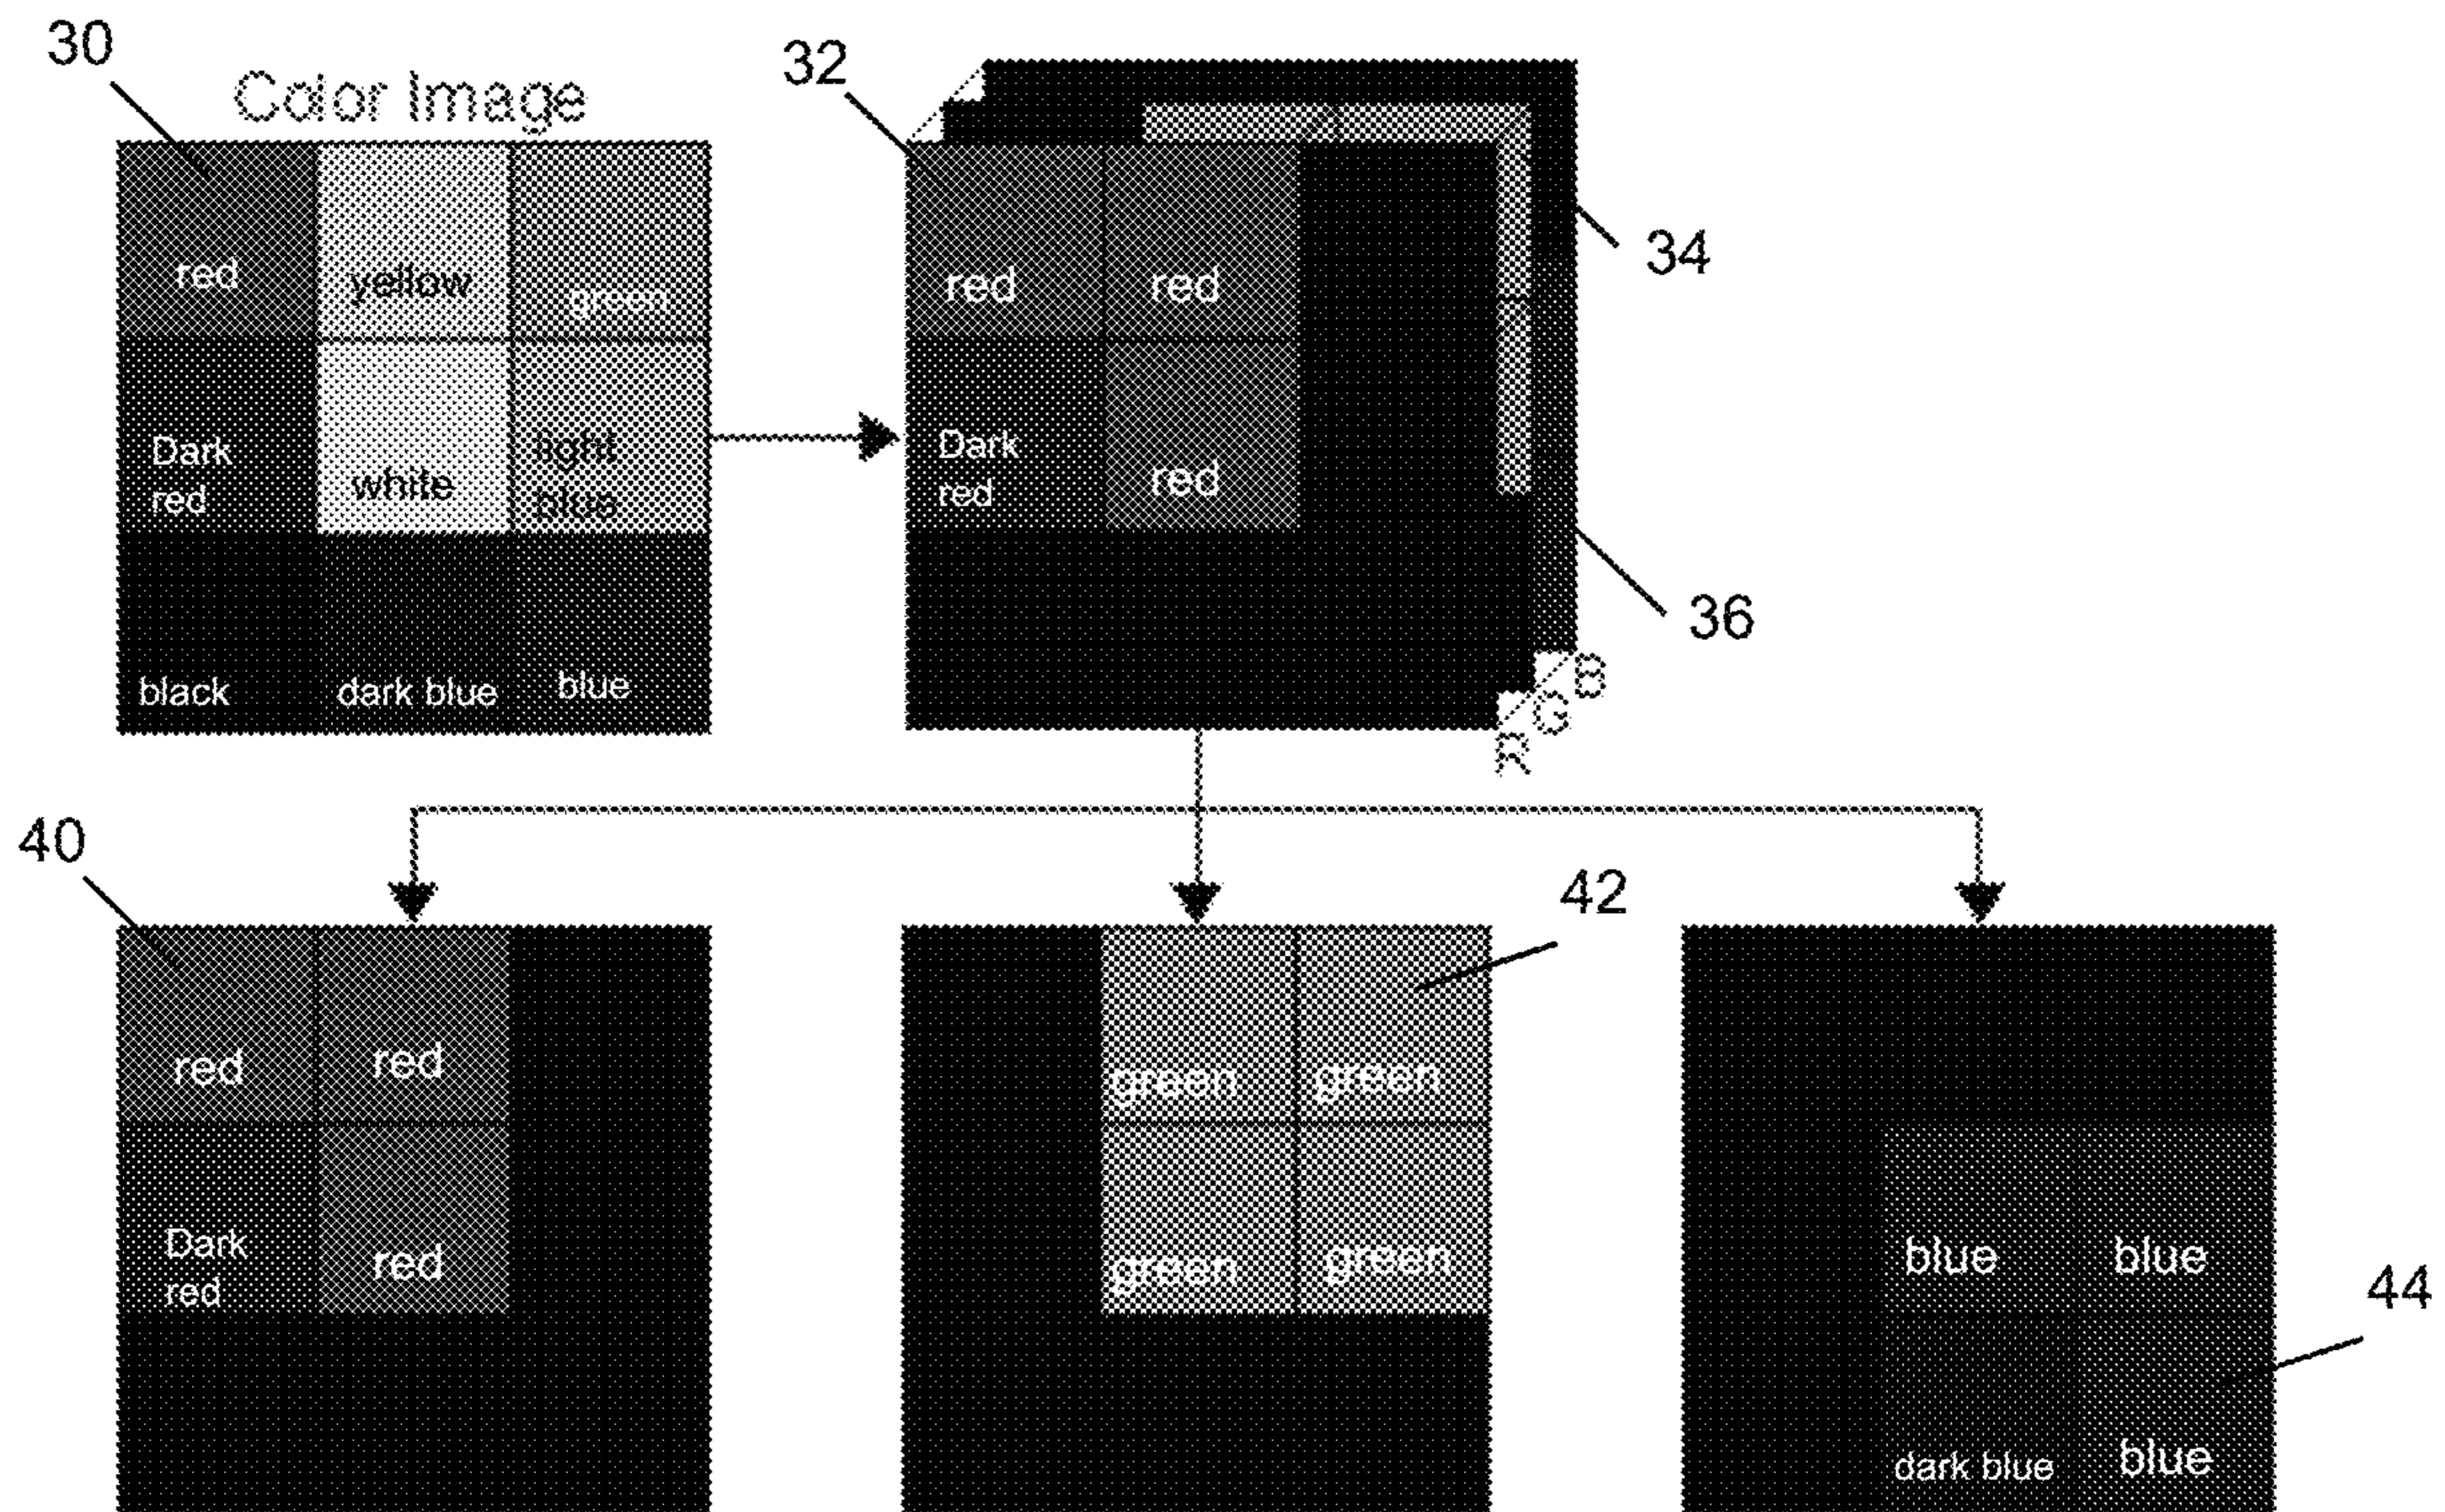 30
Color Image
32
34
36
red
yellow
green
Dark
red
white
light
blue
black
dark blue
blue
red
red
Dark
red
red
B
G
R
40
42
44
red
red
Dark
red
red
green
green
green
green
blue
blue
dark blue
blue